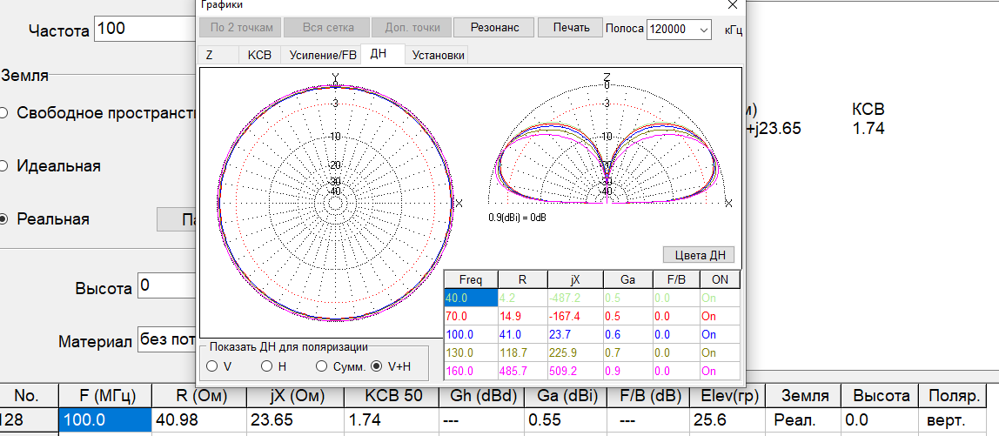 Графики
Частота 100
По 2 точкам Вся сетка Доп. точки Резонанс Печать Полоса 120000 кГц
Z КСВ Усиление/FB ДН Установки
Земля
Свободное пространст
Идеальная
Реальная
Па
Высота 0
Материал без пот
Y
0
-3
-10
-20
-30
-40
X
Z
0
-3
-10
-20
-30
-40
X
0.9(dBi) = 0dB
Цвета ДН
м) КСВ
+j23.65 1.74
Freq R jX Ga F/B ON
40.0 4.2 -487.2 0.5 0.0 On
70.0 14.9 -167.4 0.5 0.0 On
100.0 41.0 23.7 0.6 0.0 On
130.0 118.7 225.9 0.7 0.0 On
160.0 485.7 509.2 0.9 0.0 On
Показать ДН для поляризации
V H Сумм. V+H
No. F (МГц) R (Ом) jX (Ом) КСВ 50 Gh (dBd) Ga (dBi) F/B (dB) Elev(гр) Земля Высота Поляр.
128 100.0 40.98 23.65 1.74 --- 0.55 --- 25.6 Реал. 0.0 верт.